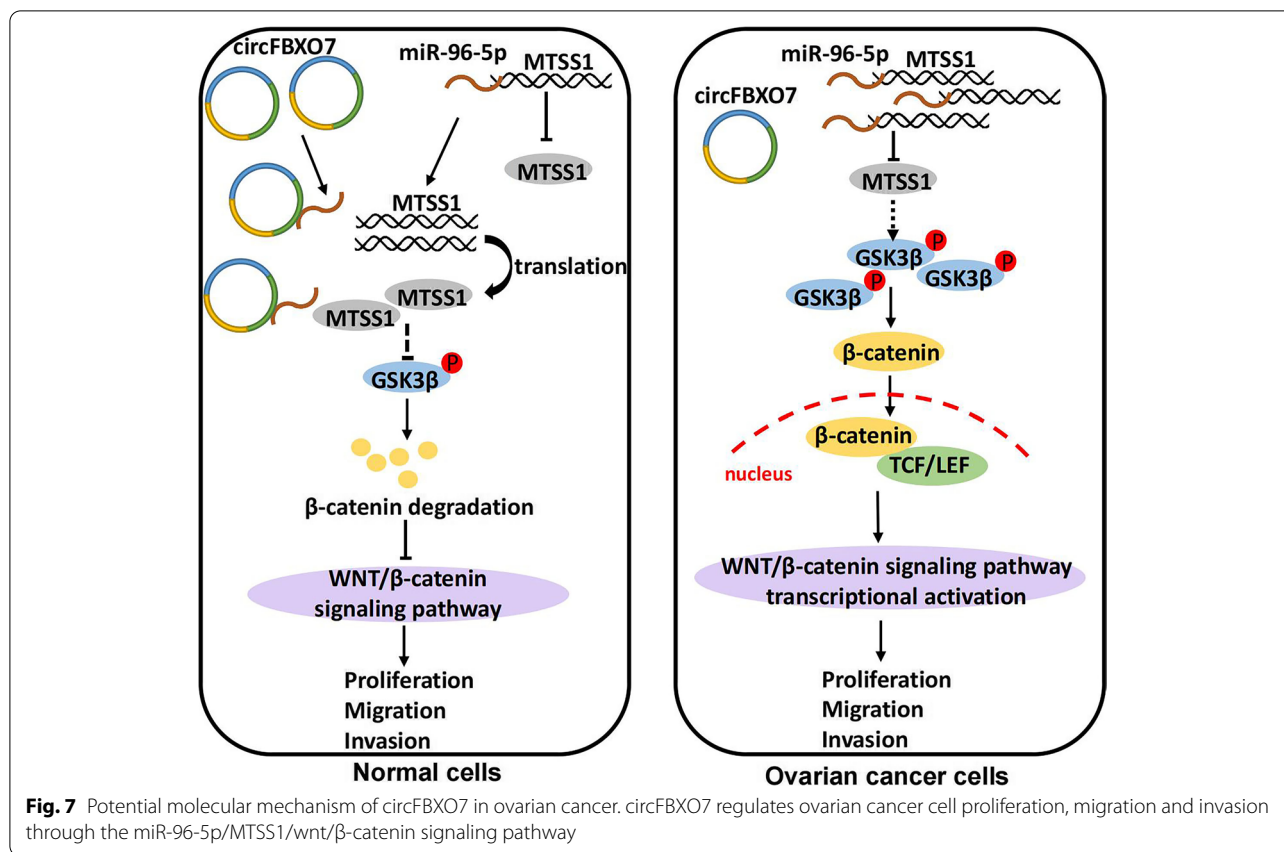 circFBXO7
miR-96-5p
MTSS1
MTSS1
MTSS1
translation
MTSS1
MTSS1
P
GSK3β
β-catenin degradation
WNT/β-catenin
signaling pathway
Proliferation
Migration
Invasion
Normal cells
miR-96-5p
MTSS1
circFBXO7
MTSS1
P
GSK3β
P
GSK3β
P
GSK3β
β-catenin
β-catenin
TCF/LEF
nucleus
WNT/β-catenin signaling pathway
transcriptional activation
Proliferation
Migration
Invasion
Ovarian cancer cells
Fig. 7 Potential molecular mechanism of circFBXO7 in ovarian cancer. circFBXO7 regulates ovarian cancer cell proliferation, migration and invasion
through the miR-96-5p/MTSS1/wnt/β-catenin signaling pathway